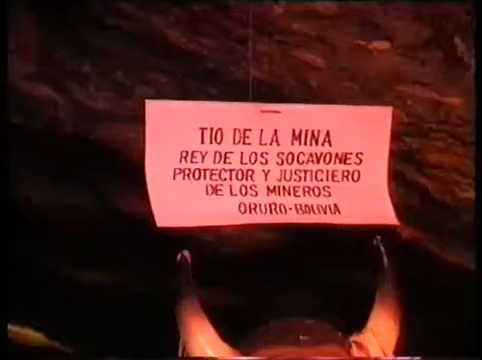 TIO DE LA MINA
REY DE LOS SOCAVONES
PROTECTOR Y JUSTICIERO
DE LOS MINEROS
ORURO-BOLIVIA